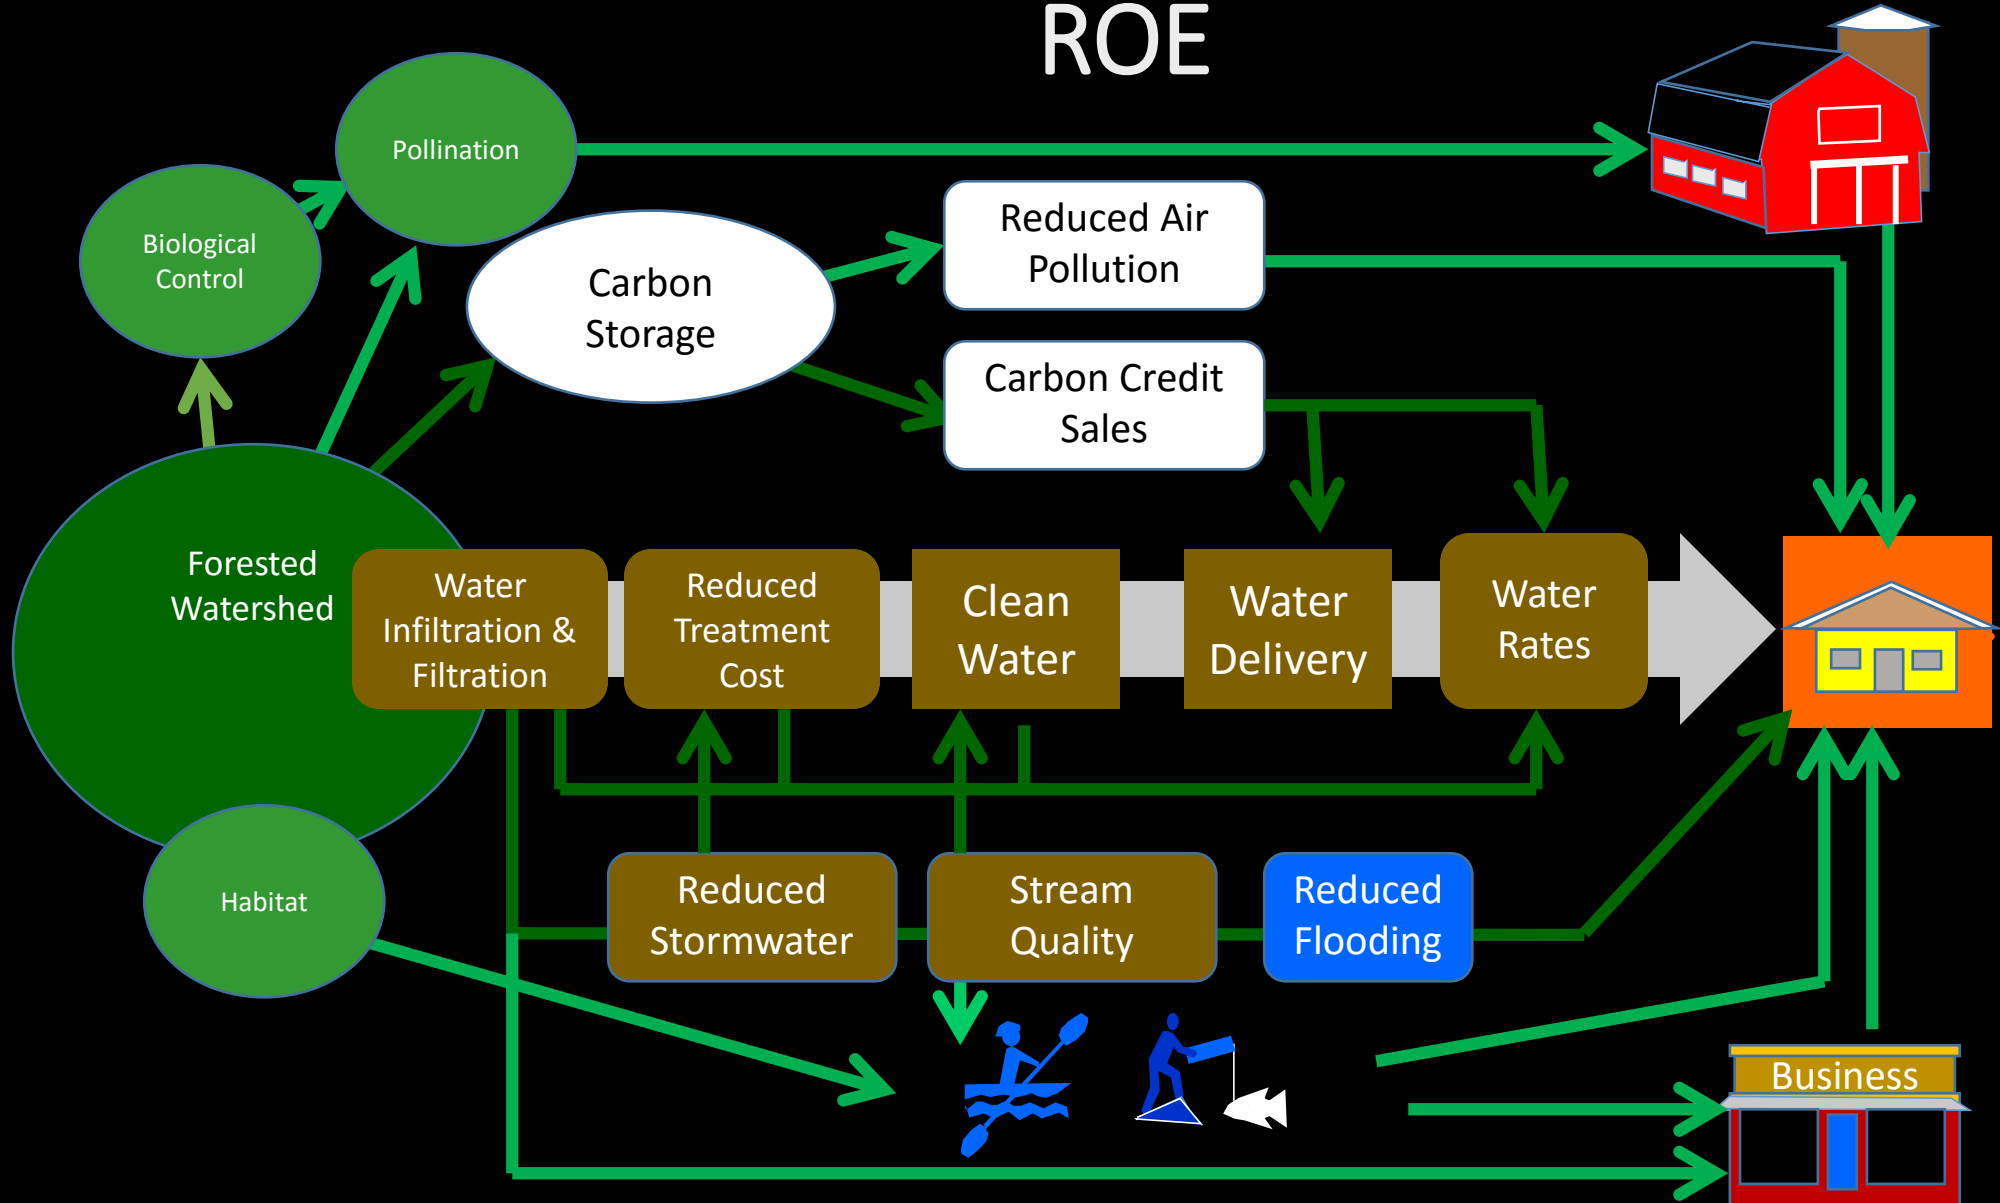 ROE
Pollination
Biological
Control
Carbon
Storage
Reduced Air
Pollution
Carbon Credit
Sales
Forested
Watershed
Water
Infiltration &
Filtration
Reduced
Treatment
Cost
Clean
Water
Water
Delivery
Water
Rates
Habitat
Reduced
Stormwater
Stream
Quality
Reduced
Flooding
Business